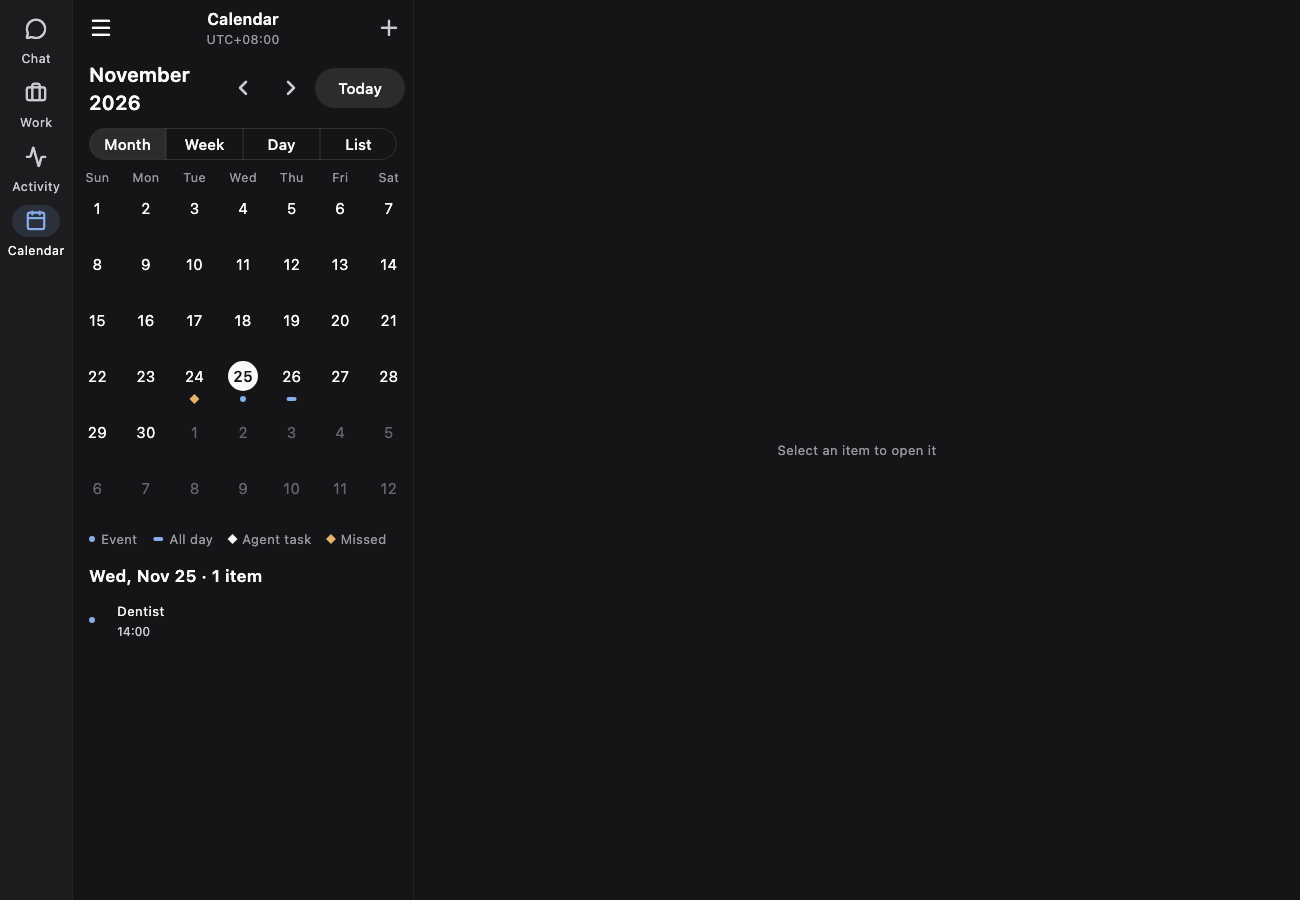 Chat
Work
Activity
Calendar
Calendar
UTC+08:00
November
2026
Today
Month Week Day List
Sun Mon Tue Wed Thu Fri Sat
1 2 3 4 5 6 7
8 9 10 11 12 13 14
15 16 17 18 19 20 21
22 23 24 25 26 27 28
29 30 1 2 3 4 5
6 7 8 9 10 11 12
Event All day Agent task Missed
Wed, Nov 25 · 1 item
Dentist
14:00
Select an item to open it